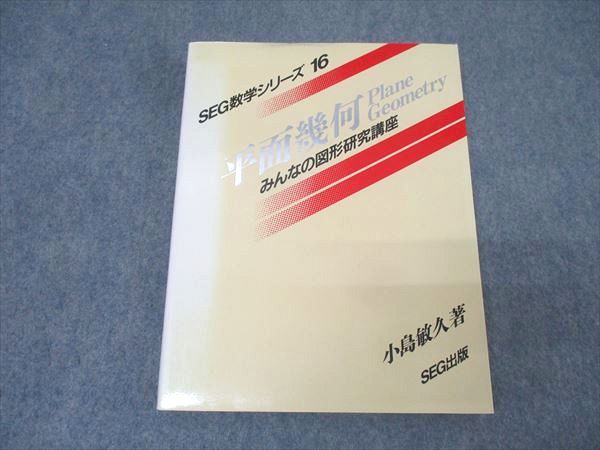 SEG数学シリーズ 16
平面幾何
Plane
Geometry
みんなの図形研究講座
小島敏久著
SEG出版